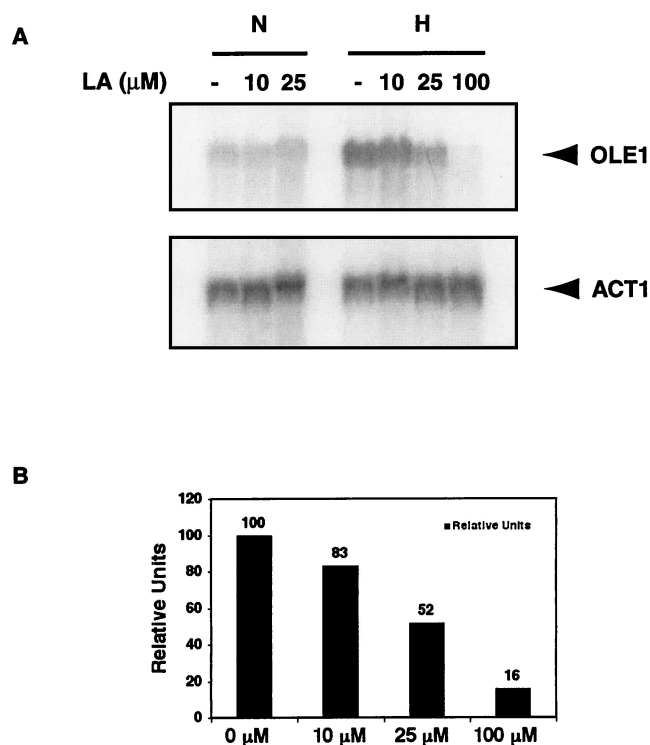 A
N H
LA (μM) - 10 25 - 10 25 100
OLE1
ACT1
B
120
100
80
60
40
20
0
Relative Units
Relative Units
100
83
52
16
0 μM 10 μM 25 μM 100 μM